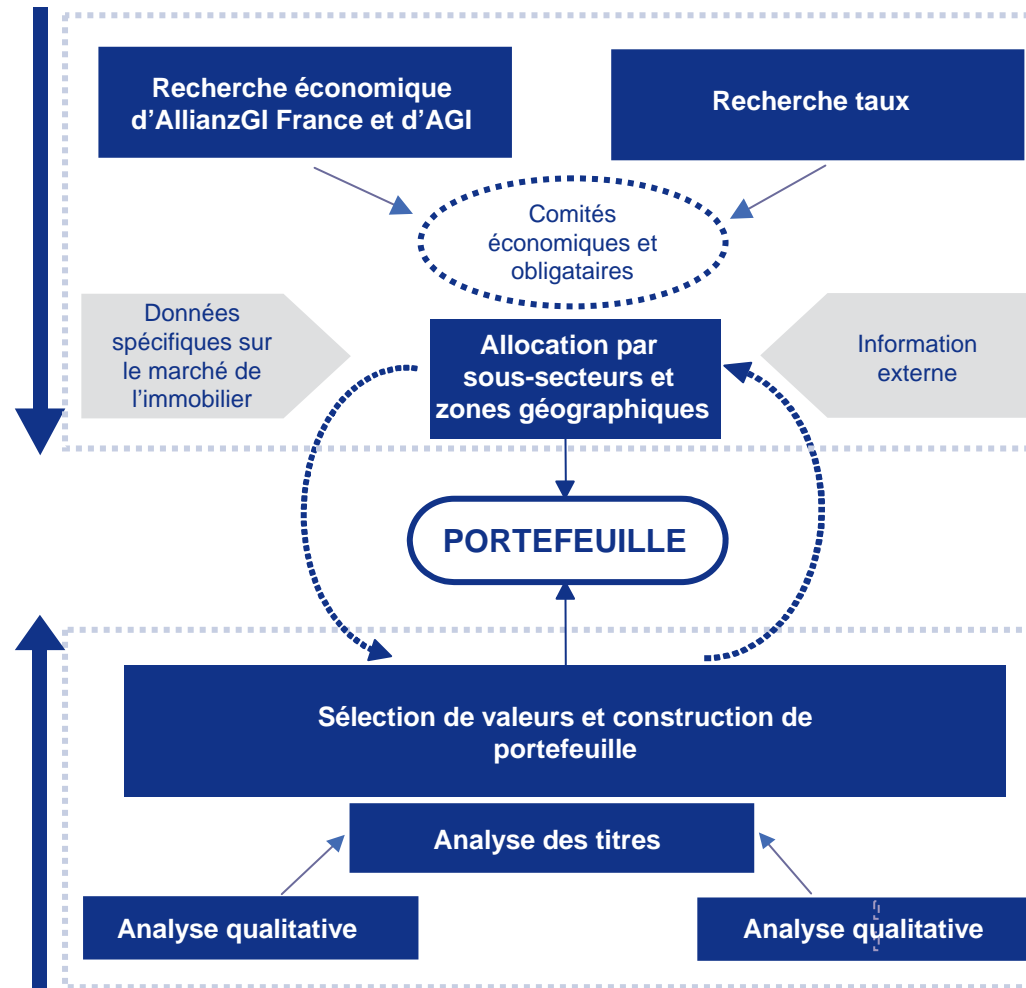 Recherche économique
d'AllianzGI France et d'AGI
Recherche taux
Comités
économiques et
obligataires
Données
spécifiques sur
le marché de
l'immobilier
Allocation par
sous-secteurs et
zones géographiques
Information
externe
PORTEFEUILLE
Sélection de valeurs et construction de
portefeuille
Analyse des titres
Analyse qualitative
Analyse qualitative